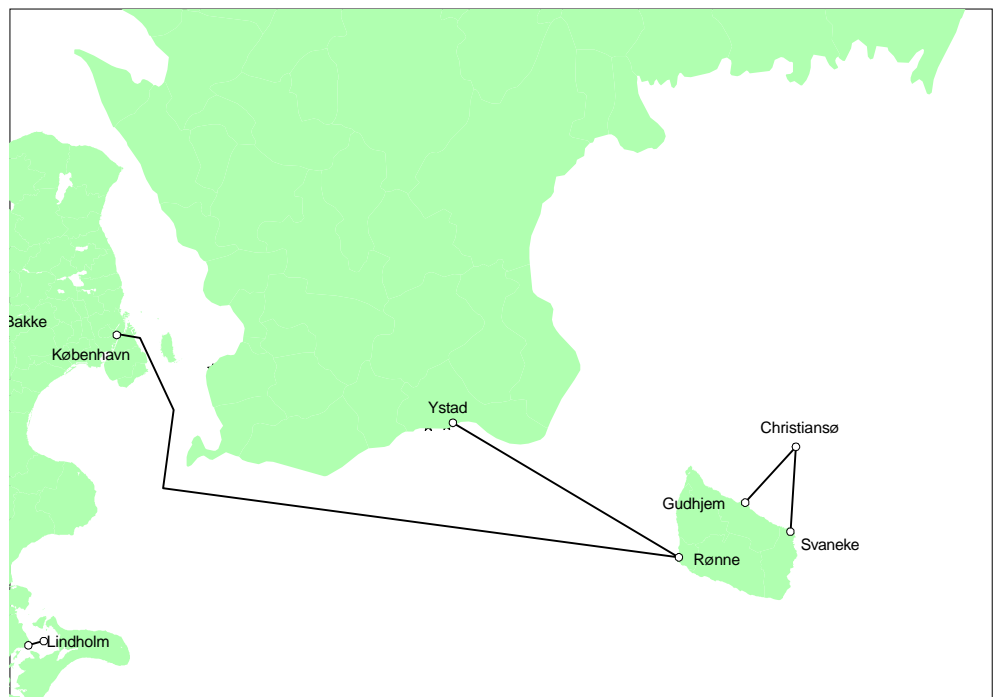 Bakke
København
Ystad
Christiansø
Gudhjem
Svaneke
Rønne
Lindholm